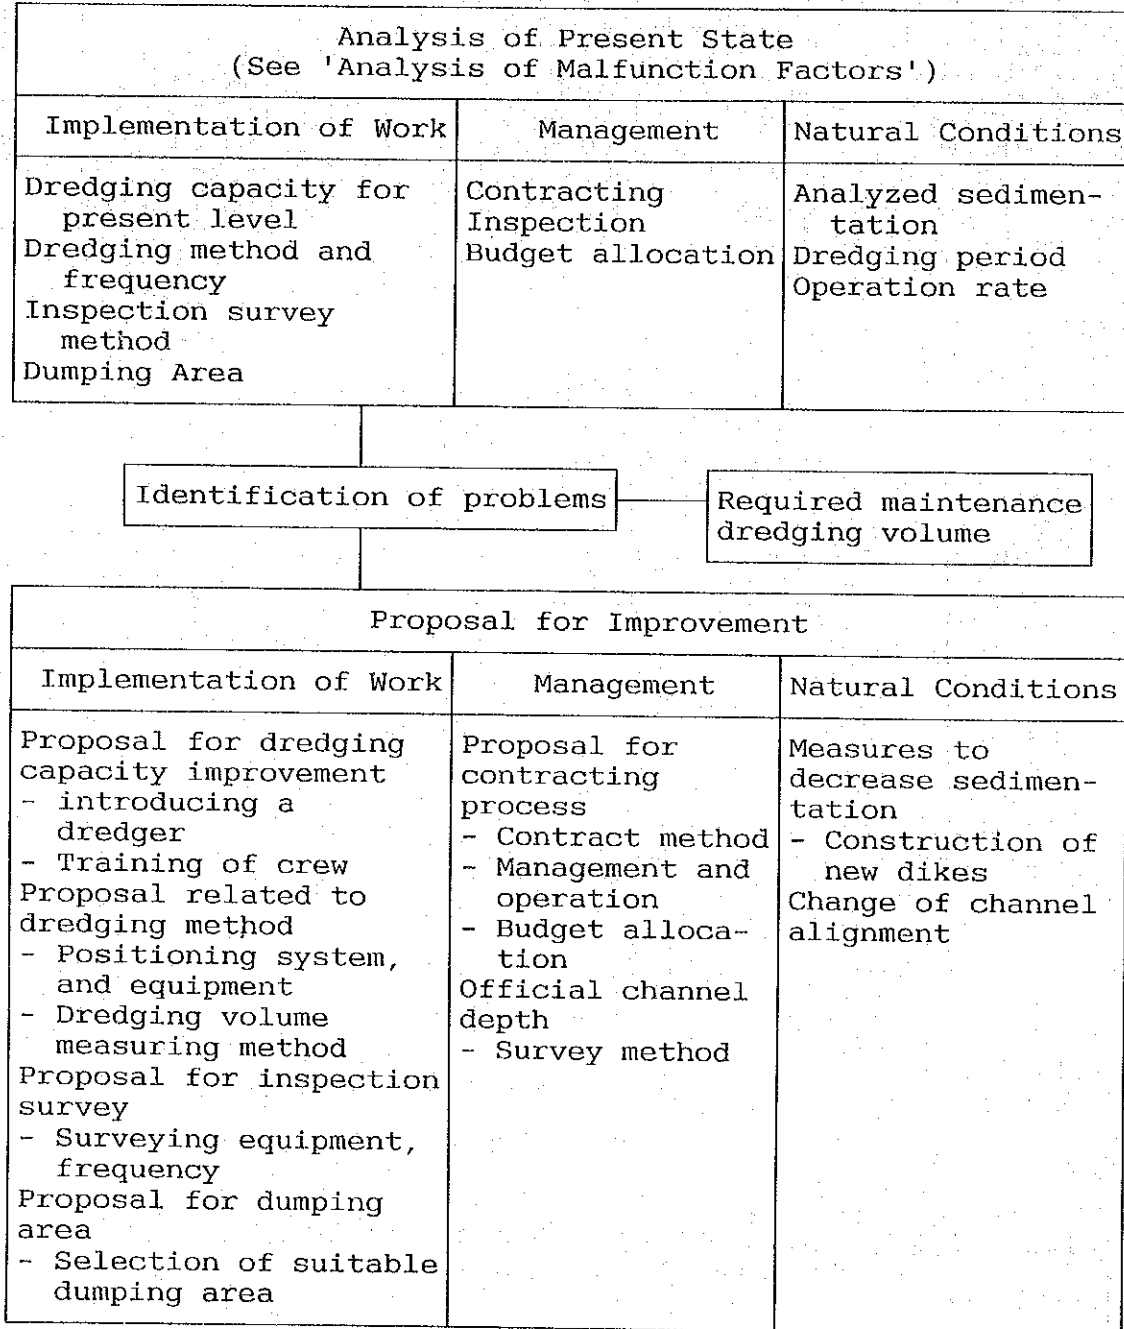 Analysis of Present State
(See 'Analysis of Malfunction Factors')
Implementation of Work
Management
Natural Conditions
Dredging capacity for
present level
Dredging method and
frequency
Inspection survey
method
Dumping Area
Contracting
Inspection
Budget allocation
Analyzed sedimen-
tation
Dredging period
Operation rate
Identification of problems
Required maintenance
dredging volume
Proposal for Improvement
Implementation of Work
Management
Natural Conditions
Proposal for dredging
capacity improvement
- introducing a
dredger
- Training of crew
Proposal related to
dredging method
- Positioning system,
and equipment
- Dredging volume
measuring method
Proposal for inspection
survey
- Surveying equipment,
frequency
Proposal for dumping
area
- Selection of suitable
dumping area
Proposal for
contracting
process
- Contract method
- Management and
operation
- Budget alloca-
tion
Official channel
depth
- Survey method
Measures to
decrease sedimen-
tation
- Construction of
new dikes
Change of channel
alignment